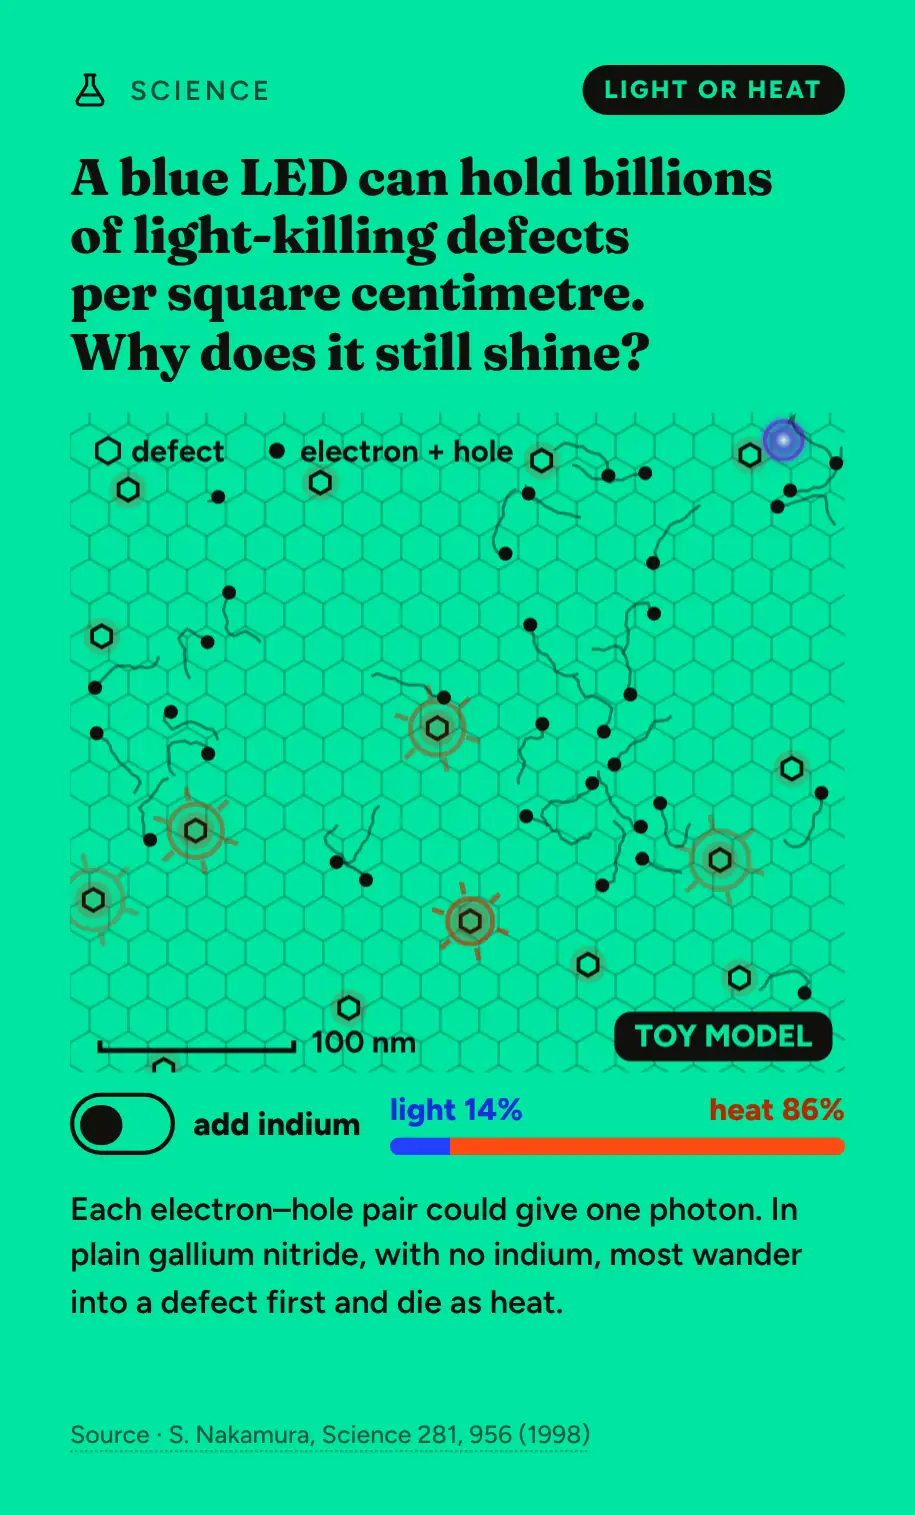 SCIENCE
LIGHT OR HEAT
A blue LED can hold billions
of light-killing defects
per square centimetre.
Why does it still shine?
defect
electron + hole
100 nm
TOY MODEL
add indium
light 14%
heat 86%
Each electron–hole pair could give one photon. In
plain gallium nitride, with no indium, most wander
into a defect first and die as heat.
Source · S. Nakamura, Science 281, 956 (1998)